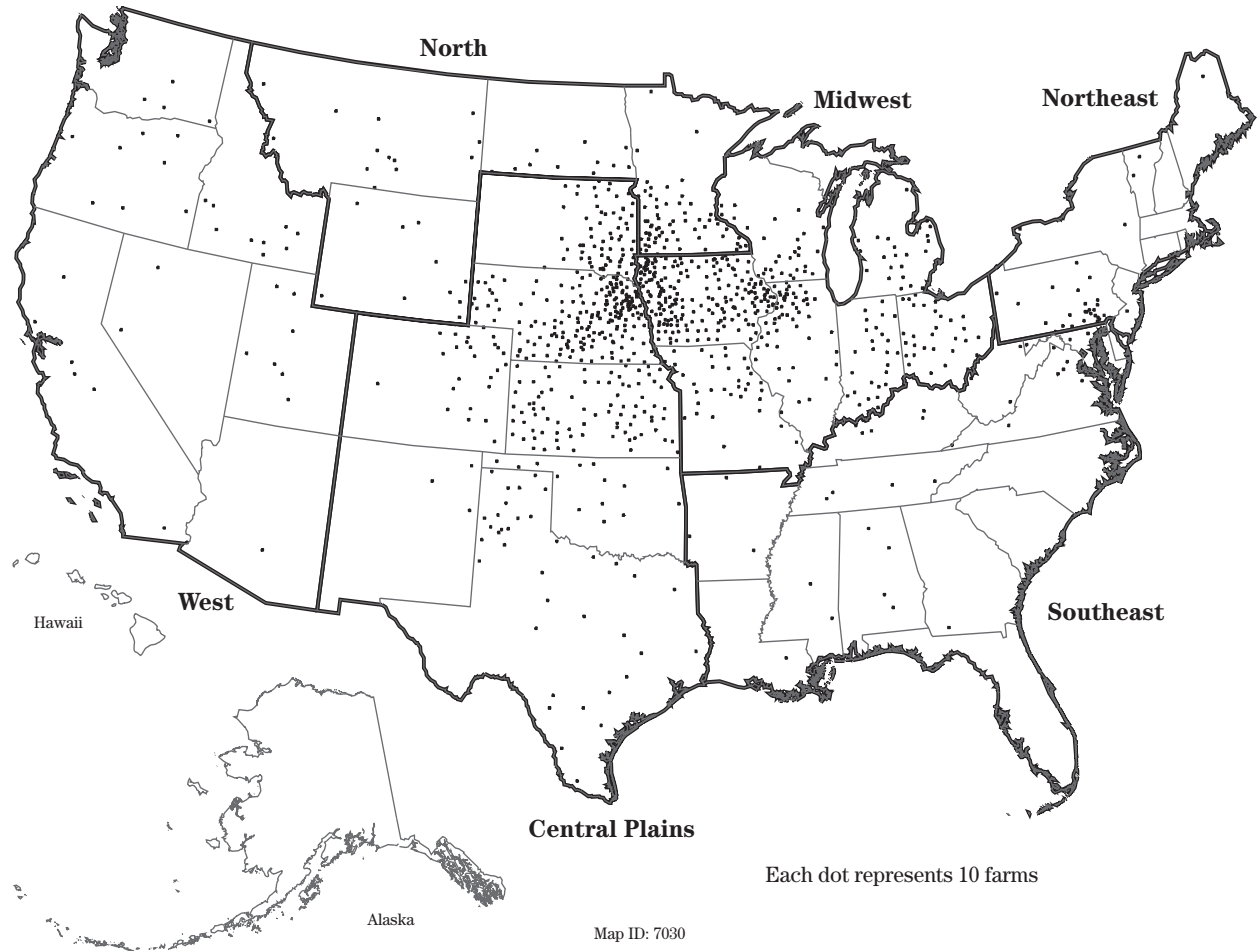 North
Midwest
Northeast
West
Southeast
Hawaii
Central Plains
Each dot represents 10 farms
Alaska
Map ID: 7030